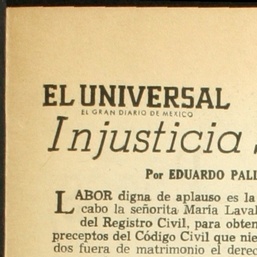 EL UNIVERSAL
EL GRAN DIARIO DE MEXICO
Injusticia
Por EDUARDO PALL
LABOR digna de aplauso es la
cabo la señorita María Laval
del Registro Civil, para obten
preceptos del Código Civil que nie
dos fuera de matrimonio el derec